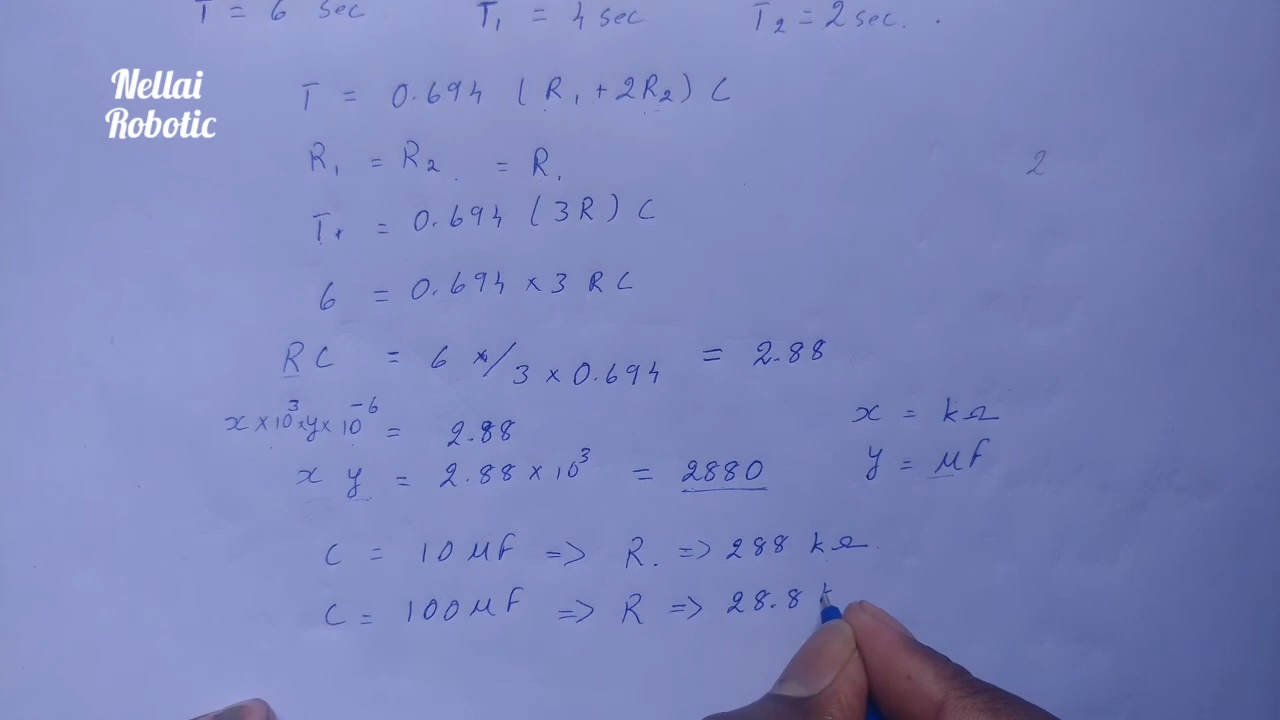 T = 6 sec T₁ = 4 sec T₂ = 2 sec.
Nellai
Robotic
T = 0.694 (R₁ + 2R₂) C
R₁ = R₂ = R.
2
T = 0.694 (3R) C
6 = 0.694 × 3 RC
RC = 6 / 3 × 0.694 = 2.88
x × 10³ × y × 10⁻⁶ = 2.88 x = kΩ
x y = 2.88 × 10³ = 2880 y = μF
C = 10 μF => R. => 288 kΩ.
C = 100 μF => R => 28.8 k